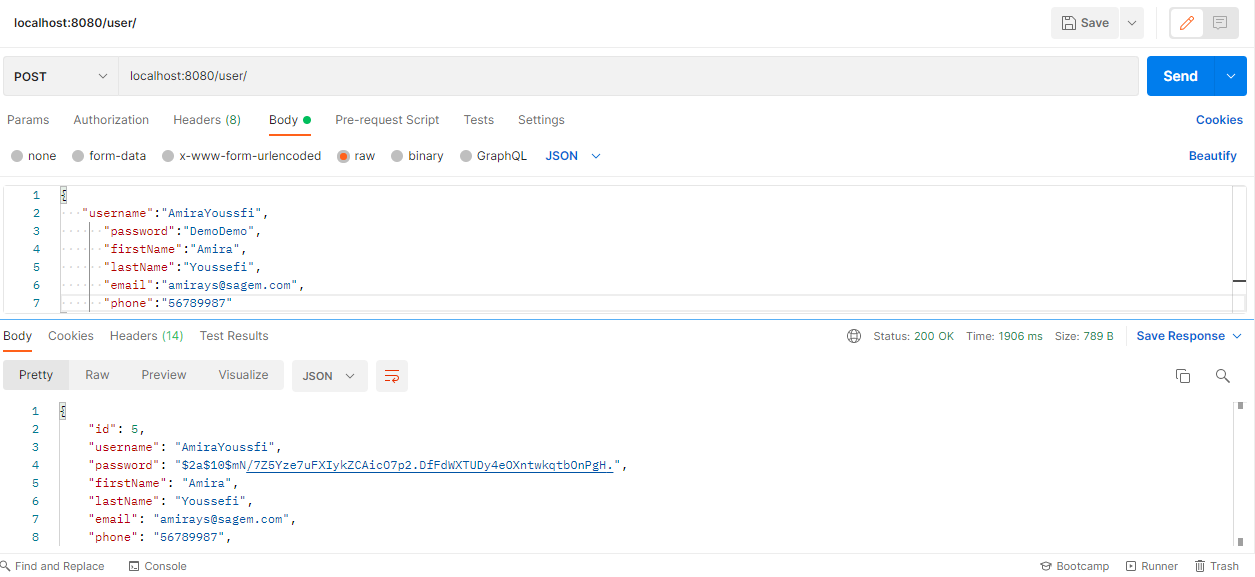 localhost:8080/user/
Save
POST
localhost:8080/user/
Send
Params Authorization Headers (8) Body Pre-request Script Tests Settings Cookies
none form-data x-www-form-urlencoded raw binary GraphQL JSON Beautify
1 {
2 "username":"AmiraYoussfi",
3 "password":"DemoDemo",
4 "firstName":"Amira",
5 "lastName":"Youssefi",
6 "email":"amirays@sagem.com",
7 "phone":"56789987"
Body Cookies Headers (14) Test Results Status: 200 OK Time: 1906 ms Size: 789 B Save Response
Pretty Raw Preview Visualize JSON
1 {
2 "id": 5,
3 "username": "AmiraYoussfi",
4 "password": "$2a$10$mN/7Z5Yze7uFXIykZCAicO7p2.DfFdWXTUDy4eOXntwkqtbOnPgH.",
5 "firstName": "Amira",
6 "lastName": "Youssefi",
7 "email": "amirays@sagem.com",
8 "phone": "56789987",
Find and Replace Console Bootcamp Runner Trash